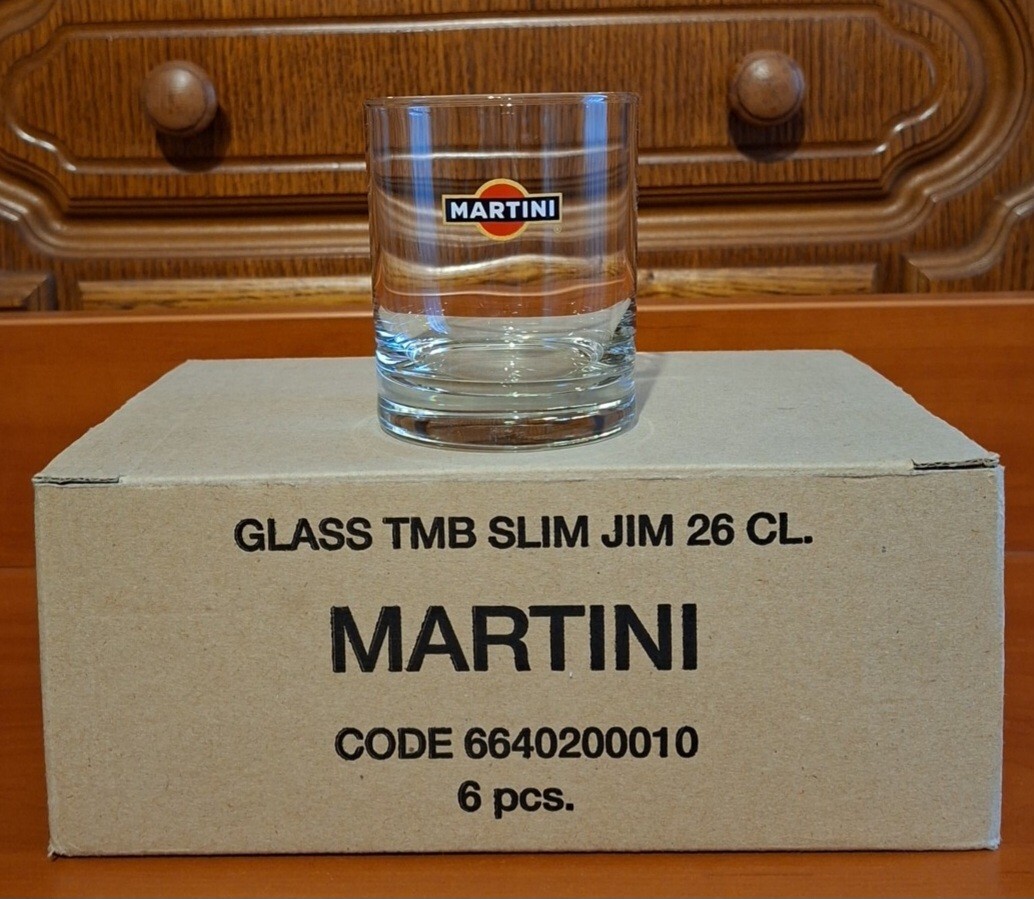 MARTINI
GLASS TMB SLIM JIM 26 CL.
MARTINI
CODE 6640200010
6 pcs.